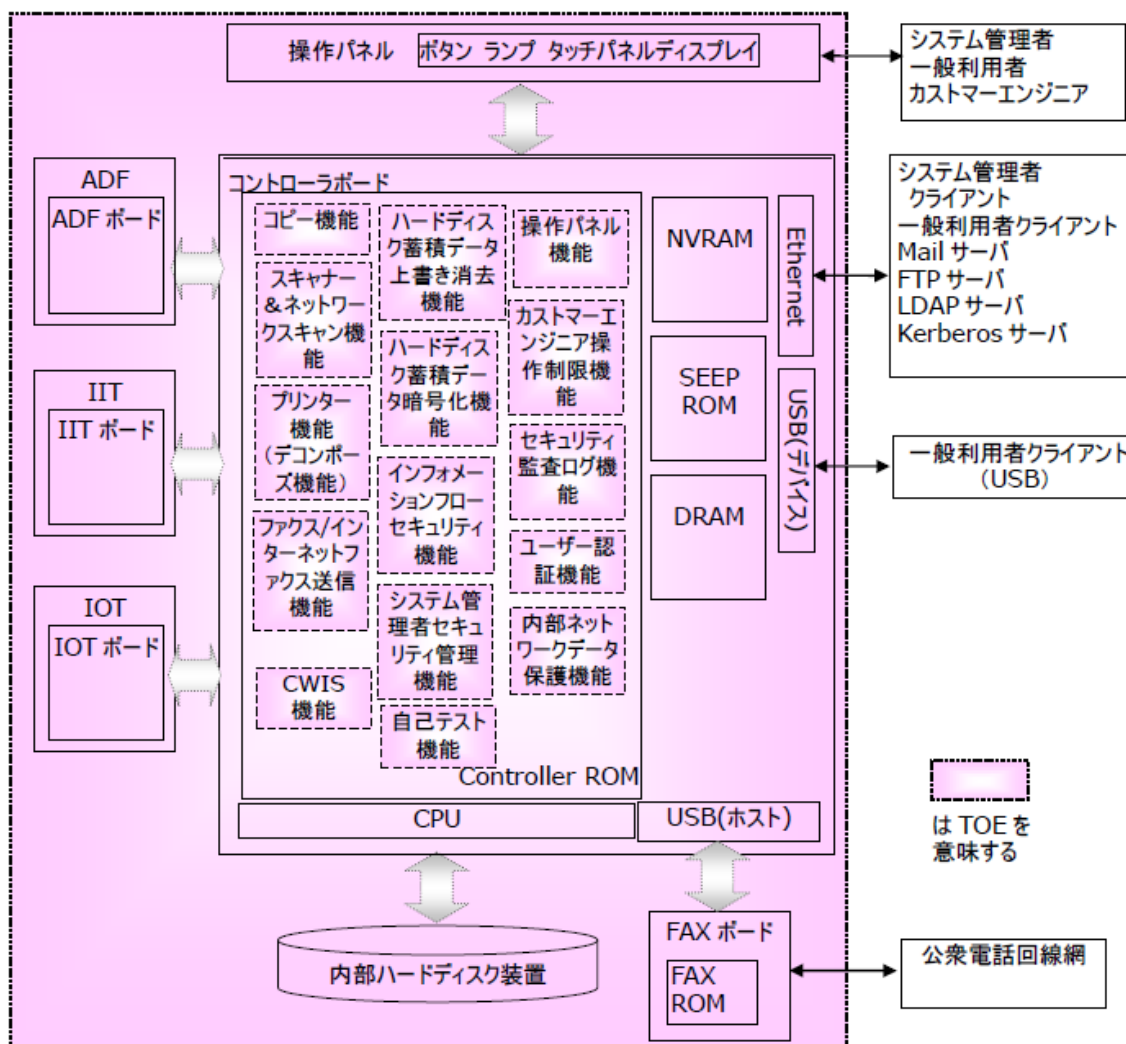 操作パネル
ボタン ランプ タッチパネルディスプレイ
システム管理者
一般利用者
カストマーエンジニア
ADF
ADF ボード
IIT
IIT ボード
IOT
IOT ボード
コントローラボード
コピー機能
スキャナー
＆ネットワー
クスキャン機
能
プリンター
機能
（デコンポー
ズ機能）
ファクス/イン
ターネットフ
ァクス送信
機能
CWIS
機能
ハードディス
ク蓄積データ
上書き消去
機能
ハードディス
ク蓄積デー
タ暗号化機
能
インフォメー
ションフロー
セキュリティ
機能
システム管
理者セキュ
リティ管理
機能
自己テスト
機能
操作パネル
機能
カストマーエ
ンジニア操
作制限機
能
セキュリティ
監査ログ機
能
ユーザー認
証機能
内部ネット
ワークデータ
保護機能
Controller ROM
NVRAM
SEEP
ROM
DRAM
Ethernet
USB(デバイス)
システム管理者
クライアント
一般利用者クライアント
Mail サーバ
FTP サーバ
LDAP サーバ
Kerberos サーバ
一般利用者クライアント
（USB）
CPU
USB(ホスト)
内部ハードディスク装置
FAX ボード
FAX
ROM
公衆電話回線網
は TOE を
意味する